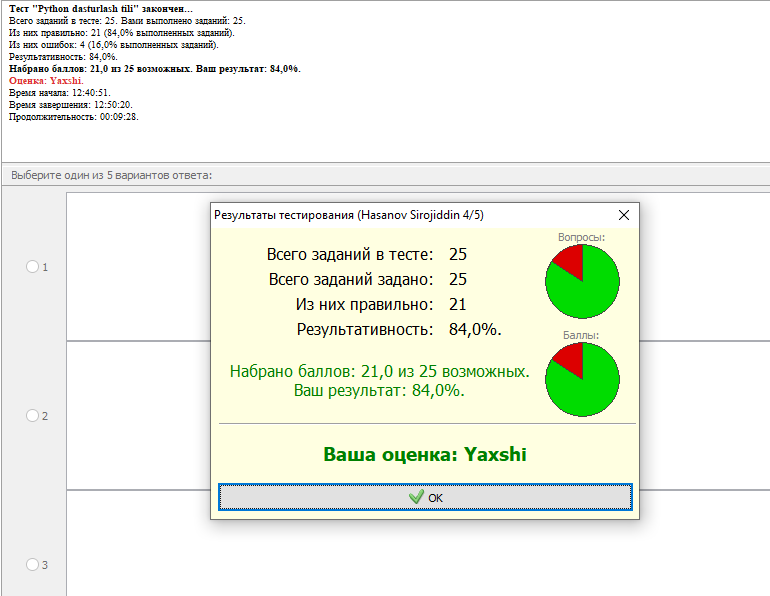 Тест "Python dasturlash tili" закончен...
Всего заданий в тесте: 25. Вами выполнено заданий: 25.
Из них правильно: 21 (84,0% выполненных заданий).
Из них ошибок: 4 (16,0% выполненных заданий).
Результативность: 84,0%.
Набрано баллов: 21,0 из 25 возможных. Ваш результат: 84,0%.
Оценка: Yaxshi.
Время начала: 12:40:51.
Время завершения: 12:50:20.
Продолжительность: 00:09:28.
Выберите один из 5 вариантов ответа:
1
2
3
Результаты тестирования (Hasanov Sirojiddin 4/5)
Вопросы:
Всего заданий в тесте: 25
Всего заданий задано: 25
Из них правильно: 21
Результативность: 84,0%.
Баллы:
Набрано баллов: 21,0 из 25 возможных.
Ваш результат: 84,0%.
Ваша оценка: Yaxshi
OK